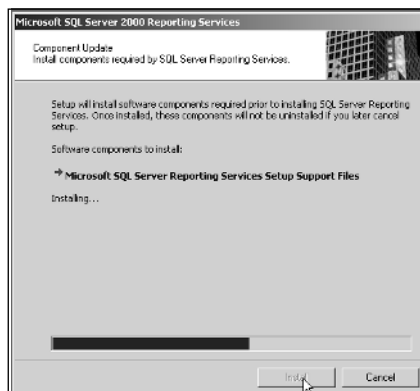 Microsoft SQL Server 2000 Reporting Services
Component Update
Install components required by SQL Server Reporting Services.
Setup will install software components required prior to installing SQL Server Reporting
Services. Once installed, these components will not be uninstalled if you later cancel
setup.
Software components to install:
Microsoft SQL Server Reporting Services Setup Support Files
Installing...
Install
Cancel